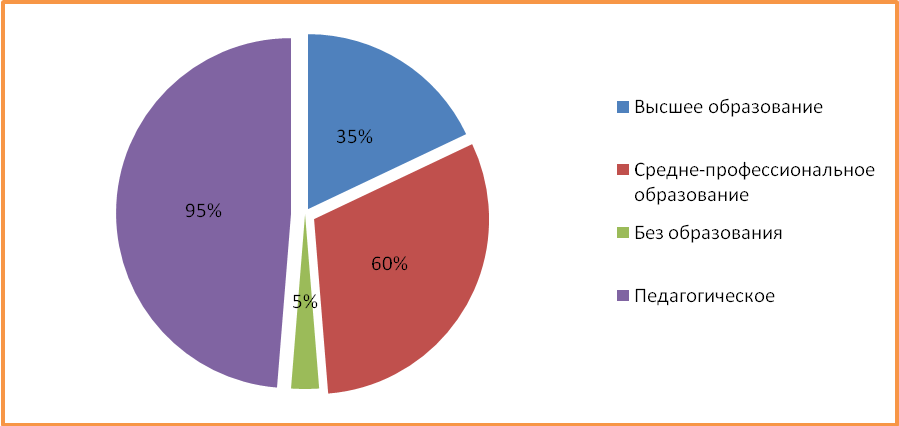 35%
95%
60%
5%
Высшее образование
Средне-профессиональное
образование
Без образования
Педагогическое